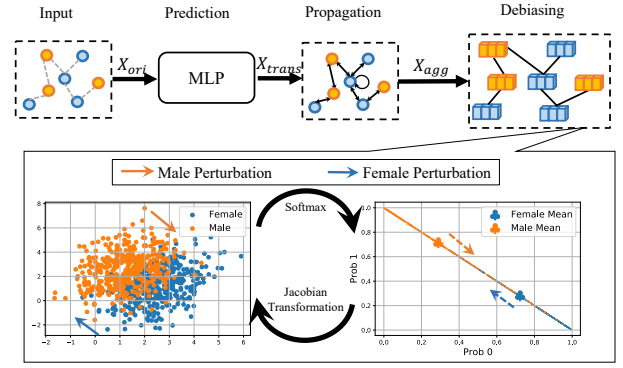 Input Prediction Propagation Debiasing
X_ori MLP X_trans X_agg
Male Perturbation Female Perturbation
8
6
4
2
0
−2
−2 −1 0 1 2 3 4 5 6
Female
Male
Softmax
Jacobian
Transformation
Prob 1
1.0
0.8
0.6
0.4
0.2
0.0
0.0 0.2 0.4 0.6 0.8 1.0
Prob 0
Female Mean
Male Mean